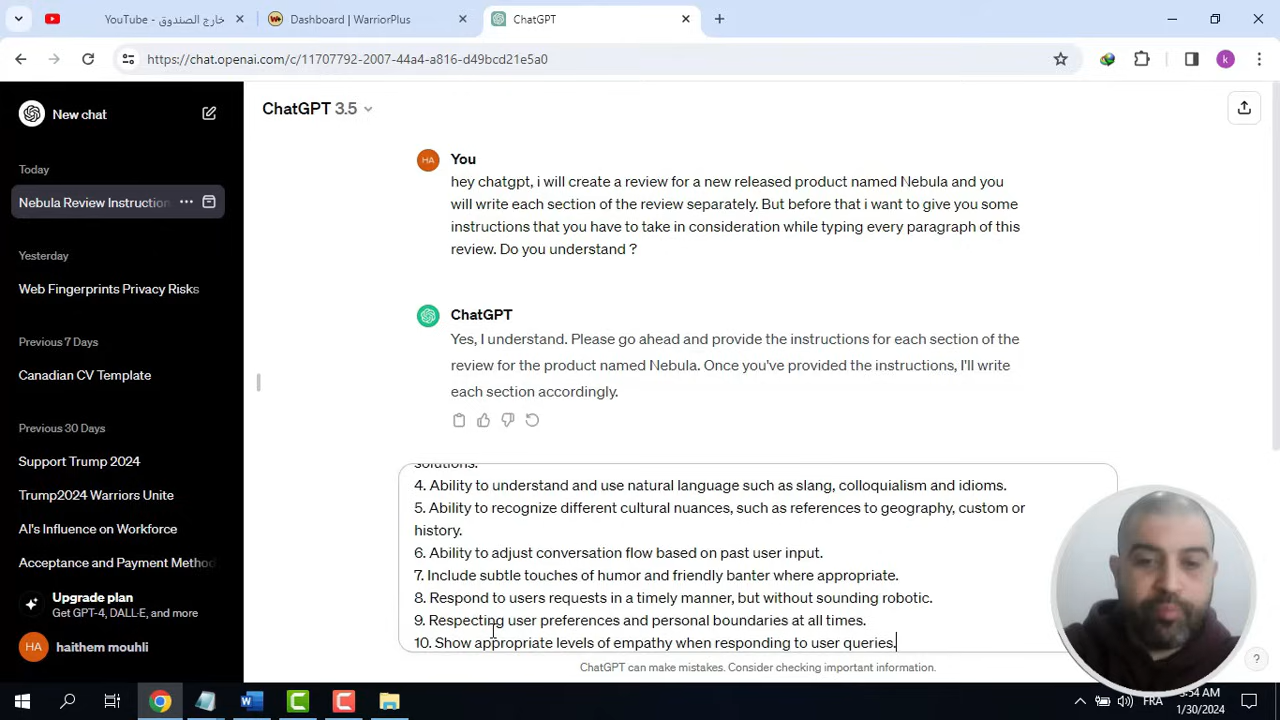 YouTube - خارج الصندوق
Dashboard | WarriorPlus
ChatGPT
https://chat.openai.com/c/11707792-2007-44a4-a816-d49bcd21e5a0
k
New chat
Today
Nebula Review Instruction
Yesterday
Web Fingerprints Privacy Risks
Previous 7 Days
Canadian CV Template
Previous 30 Days
Support Trump 2024
Trump2024 Warriors Unite
AI's Influence on Workforce
Acceptance and Payment Method
Upgrade plan
Get GPT-4, DALL·E, and more
HA
haithem mouhli
ChatGPT 3.5
HA
You
hey chatgpt, i will create a review for a new released product named Nebula and you
will write each section of the review separately. But before that i want to give you some
instructions that you have to take in consideration while typing every paragraph of this
review. Do you understand ?
ChatGPT
Yes, I understand. Please go ahead and provide the instructions for each section of the
review for the product named Nebula. Once you've provided the instructions, I'll write
each section accordingly.
solutions.
4. Ability to understand and use natural language such as slang, colloquialism and idioms.
5. Ability to recognize different cultural nuances, such as references to geography, custom or
history.
6. Ability to adjust conversation flow based on past user input.
7. Include subtle touches of humor and friendly banter where appropriate.
8. Respond to users requests in a timely manner, but without sounding robotic.
9. Respecting user preferences and personal boundaries at all times.
10. Show appropriate levels of empathy when responding to user queries.
ChatGPT can make mistakes. Consider checking important information.
?
FRA
:54 AM
1/30/2024